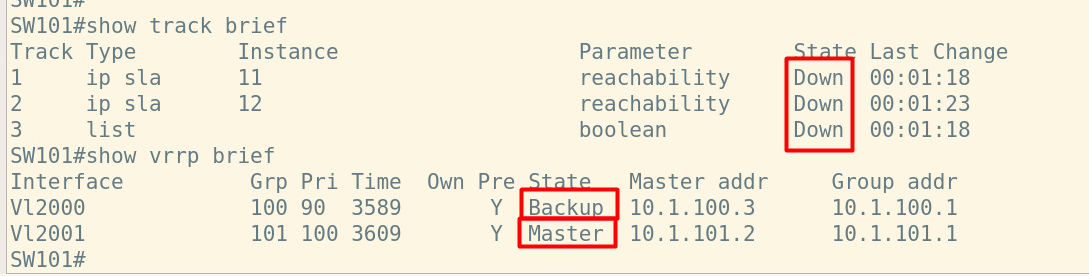 SW101#
SW101#show track brief
Track Type Instance Parameter State Last Change
1 ip sla 11 reachability Down 00:01:18
2 ip sla 12 reachability Down 00:01:23
3 list boolean Down 00:01:18
SW101#show vrrp brief
Interface Grp Pri Time Own Pre State Master addr Group addr
Vl2000 100 90 3589 Y Backup 10.1.100.3 10.1.100.1
Vl2001 101 100 3609 Y Master 10.1.101.2 10.1.101.1
SW101#